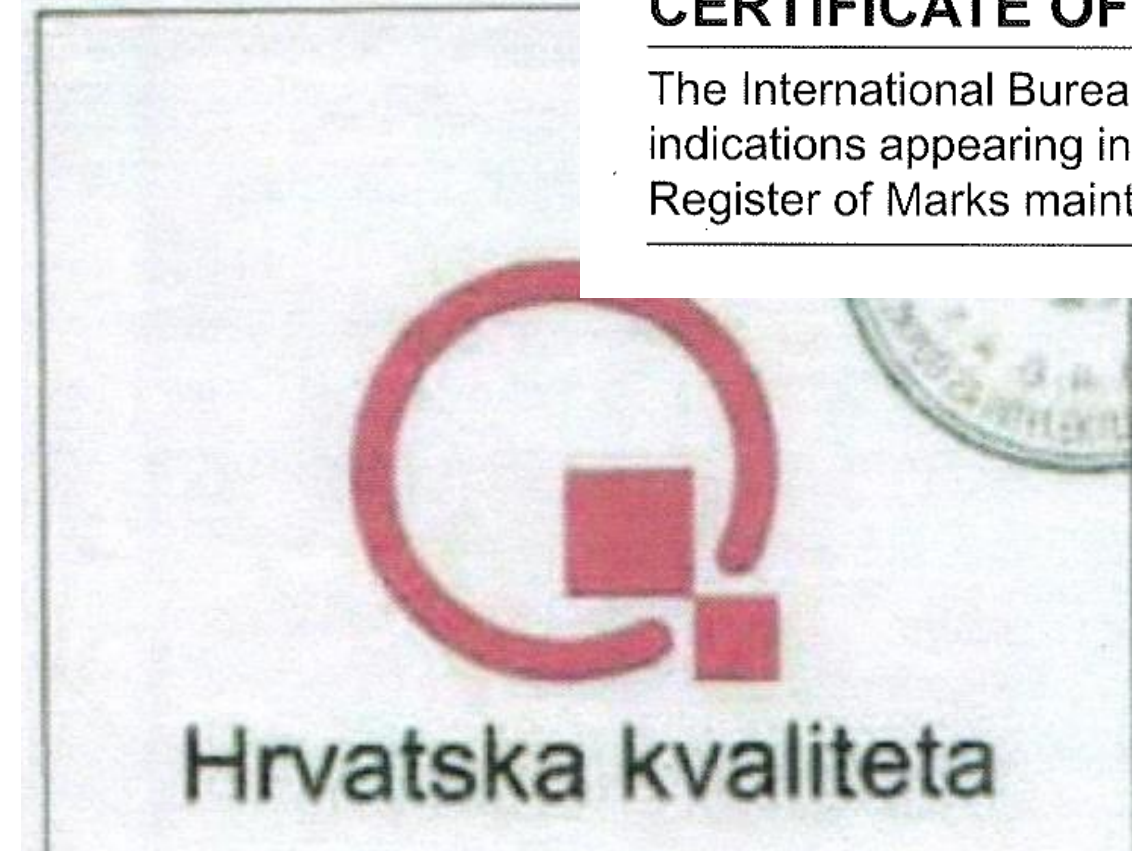 CERTIFICATE OF
The International Burea
indications appearing in
Register of Marks maint
Hrvatska kvaliteta